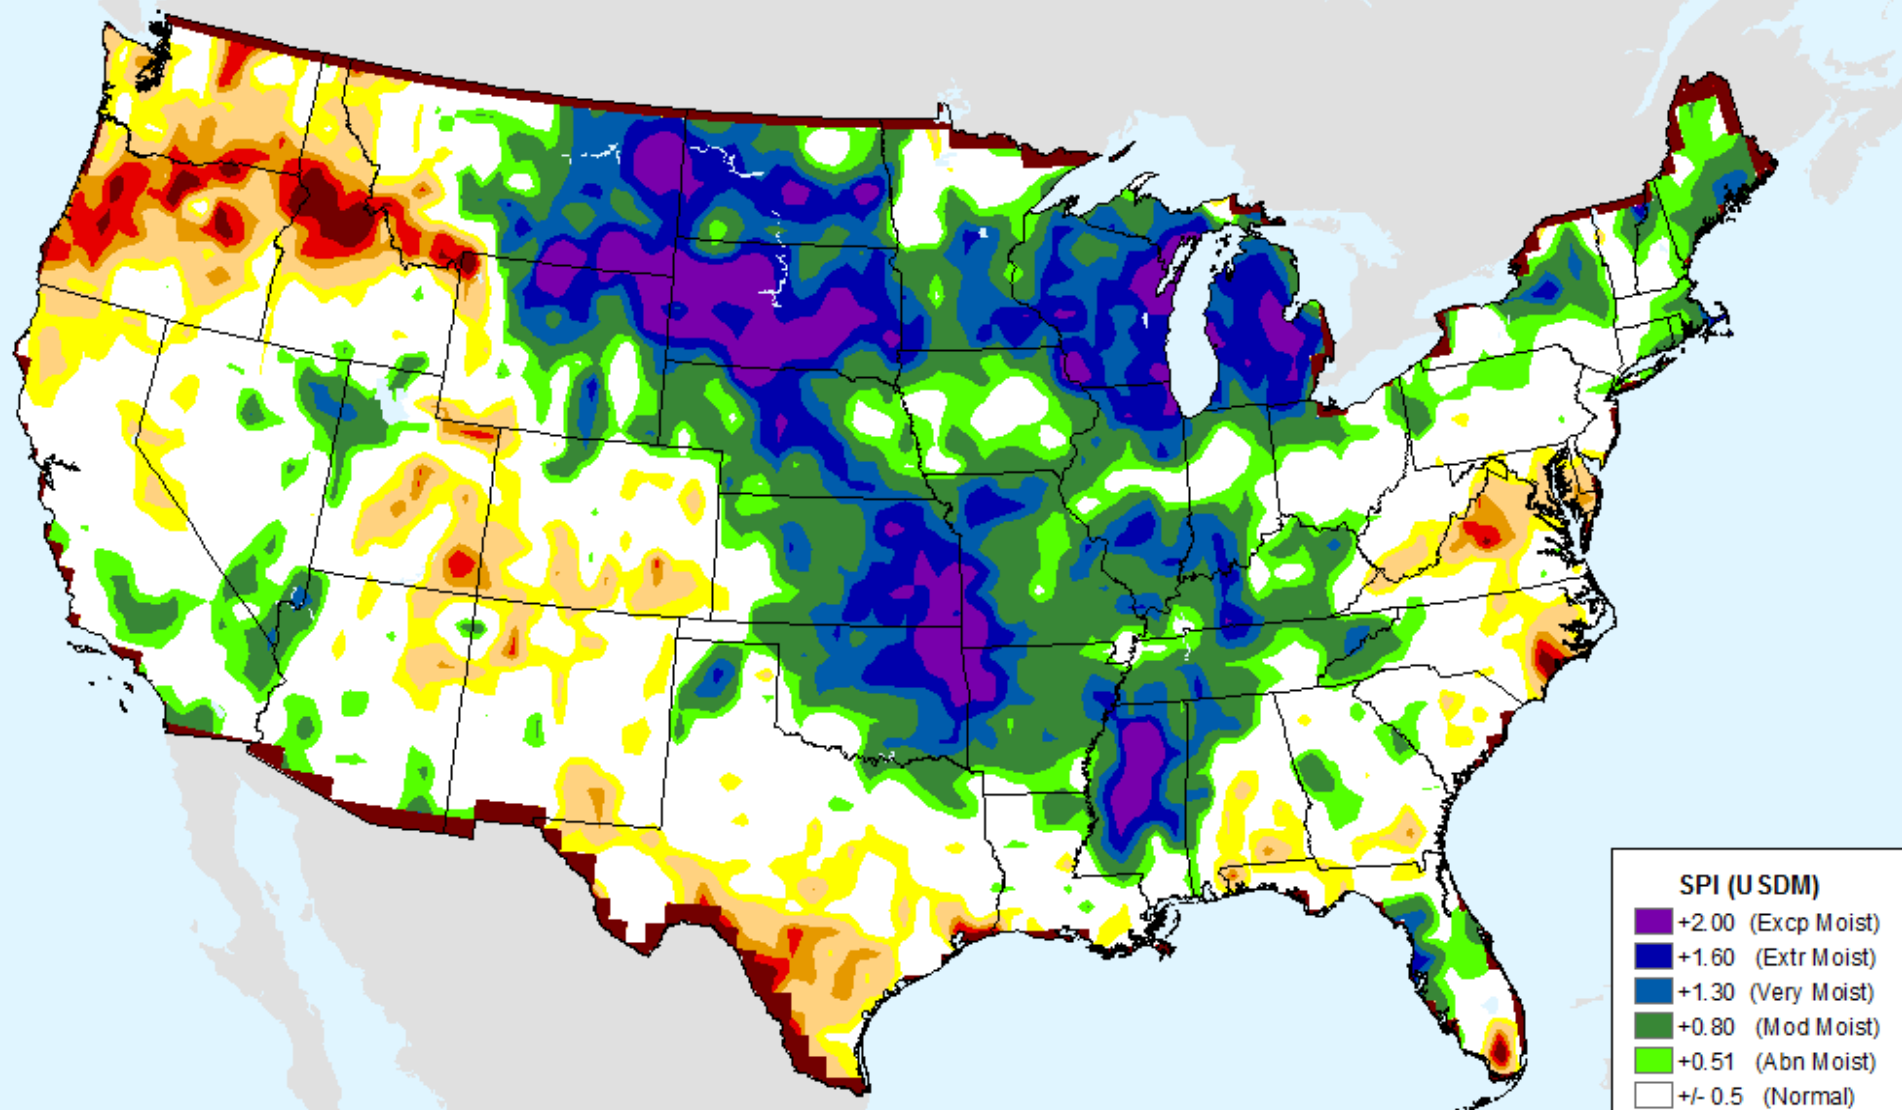 SPI (USDM)
+2.00 (Excp Moist)
+1.60 (Extr Moist)
+1.30 (Very Moist)
+0.80 (Mod Moist)
+0.51 (Abn Moist)
+/- 0.5 (Normal)